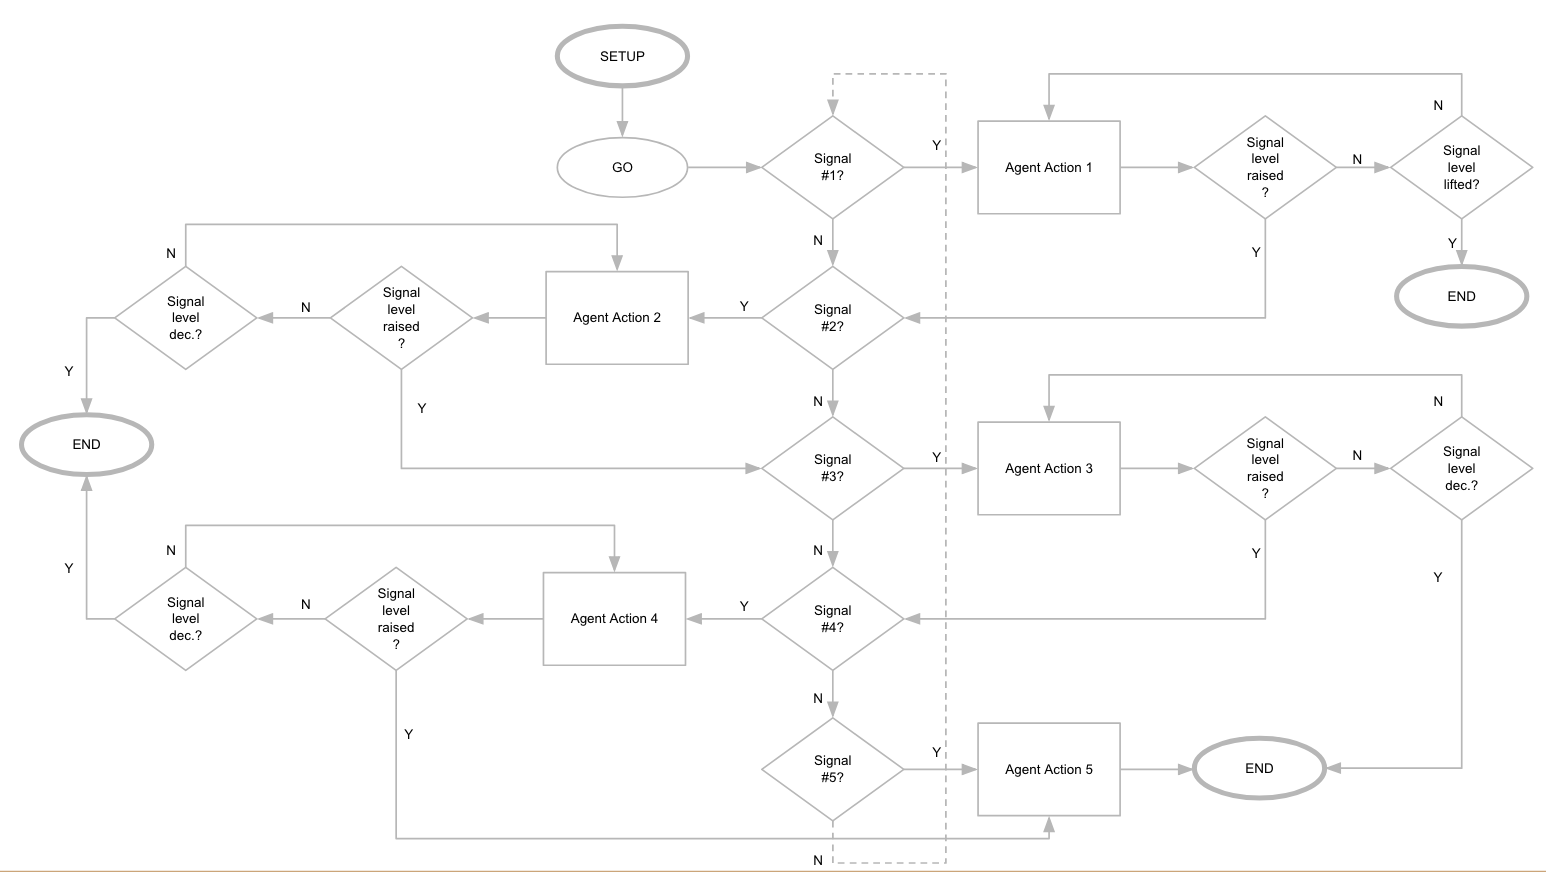 SETUP
GO
Signal
#1?
Y
Agent Action 1
Signal
level
raised
?
N
Signal
level
lifted?
N
Y
END
Y
N
Signal
#2?
Y
Agent Action 2
Signal
level
raised
?
N
Signal
level
dec.?
N
Y
END
Y
N
Signal
#3?
Y
Agent Action 3
Signal
level
raised
?
N
Signal
level
dec.?
N
Y
Y
N
Signal
#4?
Y
Agent Action 4
Signal
level
raised
?
N
Signal
level
dec.?
N
Y
Y
N
Signal
#5?
Y
Agent Action 5
END
N